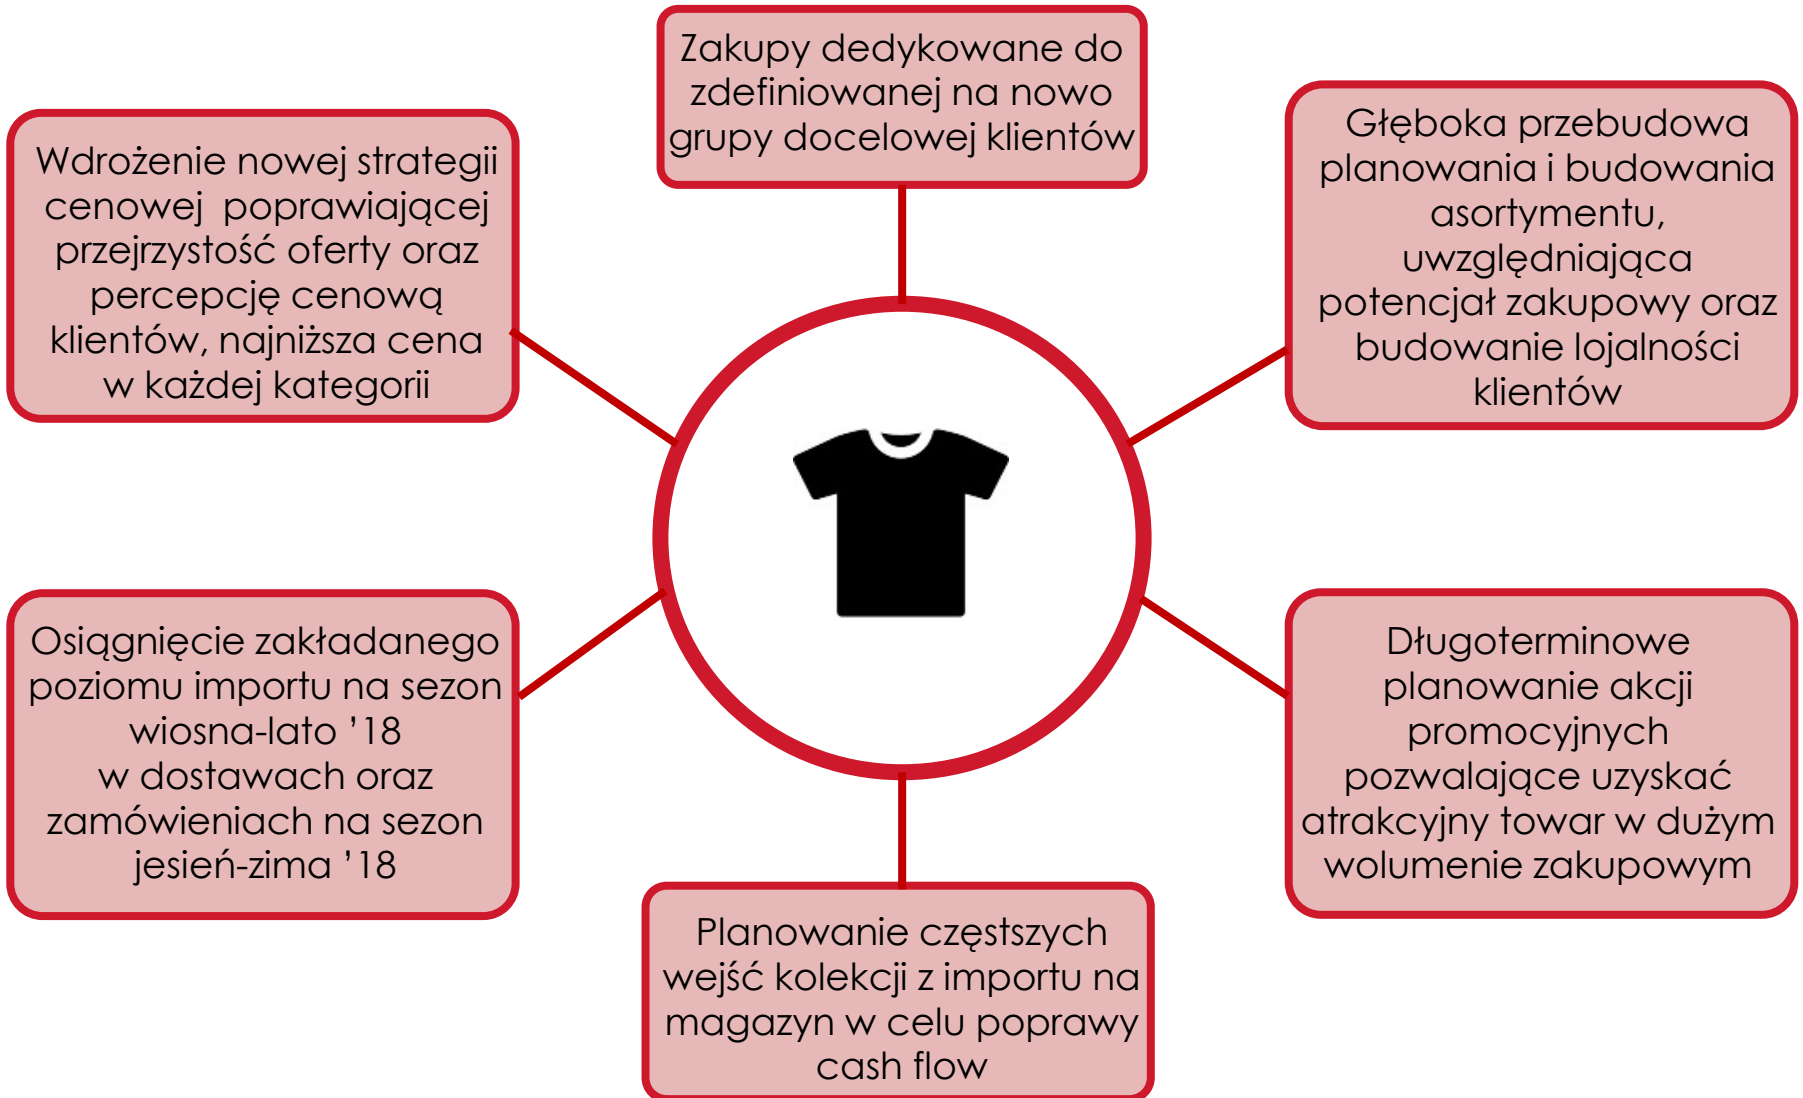 Zakupy dedykowane do
zdefiniowanej na nowo
grupy docelowej klientów
Wdrożenie nowej strategii
cenowej  poprawiającej
przejrzystość oferty oraz
percepcję cenową
klientów, najniższa cena
w każdej kategorii
Głęboka przebudowa
planowania i budowania
asortymentu,
uwzględniająca
potencjał zakupowy oraz
budowanie lojalności
klientów
Osiągnięcie zakładanego
poziomu importu na sezon
wiosna-lato ’18
w dostawach oraz
zamówieniach na sezon
jesień-zima ’18
Długoterminowe
planowanie akcji
promocyjnych
pozwalające uzyskać
atrakcyjny towar w dużym
wolumenie zakupowym
Planowanie częstszych
wejść kolekcji z importu na
magazyn w celu poprawy
cash flow